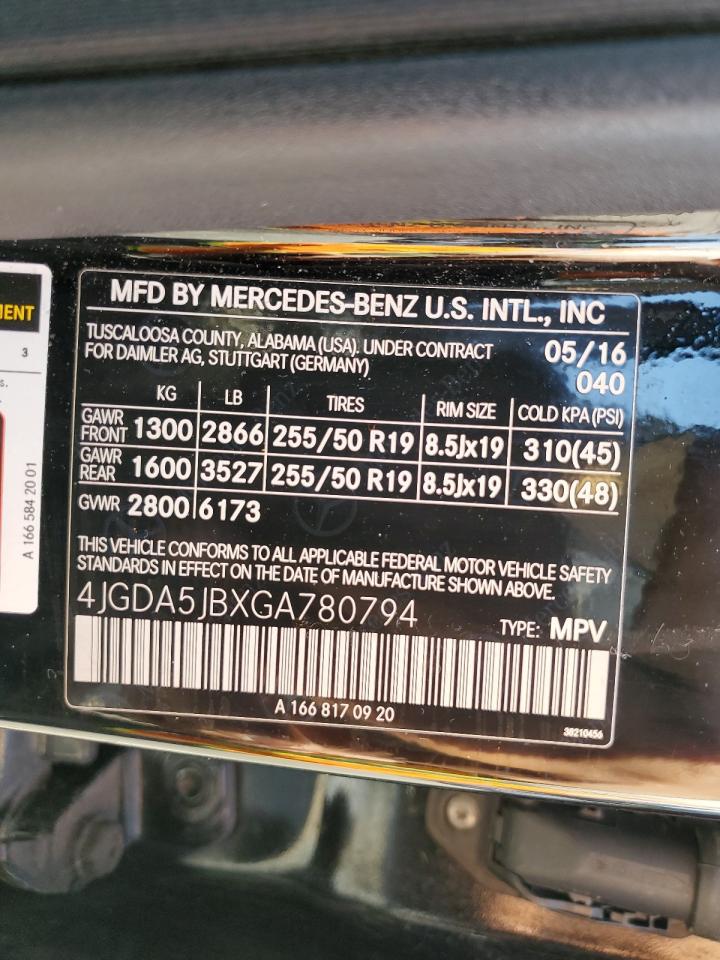 MENT
3
s.
A 166 584 20 01
MFD BY MERCEDES-BENZ U.S. INTL., INC
TUSCALOOSA COUNTY, ALABAMA (USA). UNDER CONTRACT
FOR DAIMLER AG, STUTTGART (GERMANY)
05/16
040
KG LB TIRES RIM SIZE COLD KPA(PSI)
GAWR FRONT 1300 2866 255/50 R19 8.5Jx19 310(45)
GAWR REAR 1600 3527 255/50 R19 8.5Jx19 330(48)
GVWR 2800 6173
THIS VEHICLE CONFORMS TO ALL APPLICABLE FEDERAL MOTOR VEHICLE SAFETY
STANDARDS IN EFFECT ON THE DATE OF MANUFACTURE SHOWN ABOVE.
4JGDA5JBXGA780794
TYPE: MPV
A 166 817 09 20
38210456